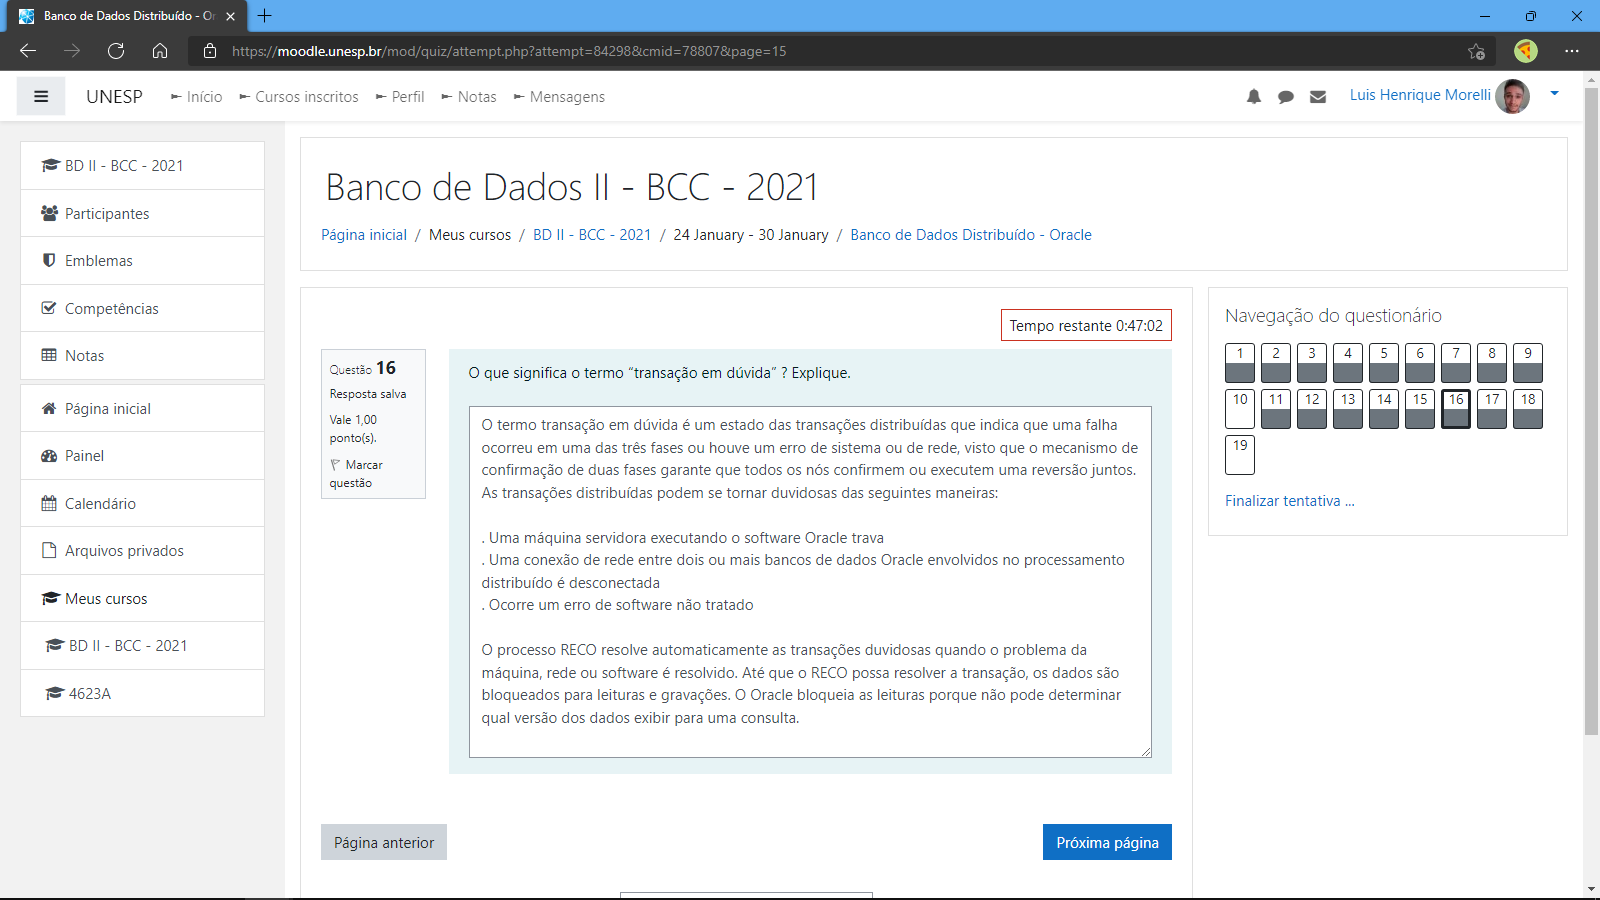 Banco de Dados Distribuído - Or
https://moodle.unesp.br/mod/quiz/attempt.php?attempt=84298&cmid=78807&page=15
UNESP
Início
Cursos inscritos
Perfil
Notas
Mensagens
Luis Henrique Morelli
BD II - BCC - 2021
Participantes
Emblemas
Competências
Notas
Página inicial
Painel
Calendário
Arquivos privados
Meus cursos
BD II - BCC - 2021
4623A
Banco de Dados II - BCC - 2021
Página inicial / Meus cursos / BD II - BCC - 2021 / 24 January - 30 January / Banco de Dados Distribuído - Oracle
Tempo restante 0:47:02
Questão 16
Resposta salva
Vale 1,00
ponto(s).
Marcar
questão
O que significa o termo “transação em dúvida” ? Explique.
O termo transação em dúvida é um estado das transações distribuídas que indica que uma falha
ocorreu em uma das três fases ou houve um erro de sistema ou de rede, visto que o mecanismo de
confirmação de duas fases garante que todos os nós confirmem ou executem uma reversão juntos.
As transações distribuídas podem se tornar duvidosas das seguintes maneiras:
. Uma máquina servidora executando o software Oracle trava
. Uma conexão de rede entre dois ou mais bancos de dados Oracle envolvidos no processamento
distribuído é desconectada
. Ocorre um erro de software não tratado
O processo RECO resolve automaticamente as transações duvidosas quando o problema da
máquina, rede ou software é resolvido. Até que o RECO possa resolver a transação, os dados são
bloqueados para leituras e gravações. O Oracle bloqueia as leituras porque não pode determinar
qual versão dos dados exibir para uma consulta.
Página anterior
Próxima página
Navegação do questionário
1 2 3 4 5 6 7 8 9
10 11 12 13 14 15 16 17 18
19
Finalizar tentativa ...